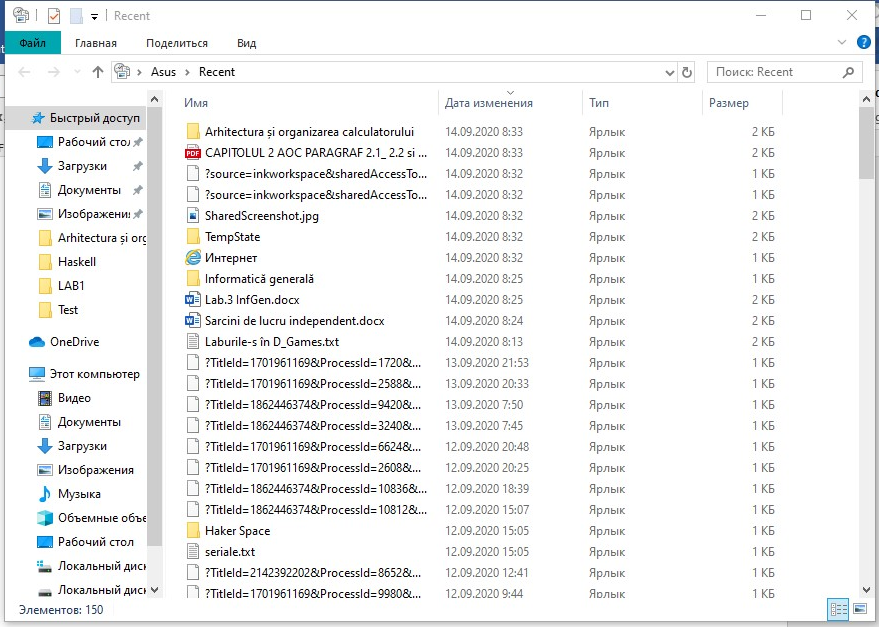 Recent
Файл Главная Поделиться Вид
Asus > Recent
Поиск: Recent
Имя Дата изменения Тип Размер
Быстрый доступ
Рабочий стол
Загрузки
Документы
Изображения
Arhitectura și org
Haskell
LAB1
Test
OneDrive
Этот компьютер
Видео
Документы
Загрузки
Изображения
Музыка
Объемные объе
Рабочий стол
Локальный диск
Локальный диск
Arhitectura și organizarea calculatorului 14.09.2020 8:33 Ярлык 2 КБ
PDF CAPITOLUL 2 AOC PARAGRAF 2.1_ 2.2 si ... 14.09.2020 8:33 Ярлык 2 КБ
?source=inkworkspace&sharedAccessTo... 14.09.2020 8:32 Ярлык 1 КБ
?source=inkworkspace&sharedAccessTo... 14.09.2020 8:32 Ярлык 1 КБ
SharedScreenshot.jpg 14.09.2020 8:32 Ярлык 2 КБ
TempState 14.09.2020 8:32 Ярлык 2 КБ
Интернет 14.09.2020 8:32 Ярлык 1 КБ
Informatică generală 14.09.2020 8:25 Ярлык 1 КБ
Lab.3 InfGen.docx 14.09.2020 8:25 Ярлык 2 КБ
Sarcini de lucru independent.docx 14.09.2020 8:24 Ярлык 2 КБ
Laburile-s în D_Games.txt 14.09.2020 8:13 Ярлык 2 КБ
?TitleId=1701961169&ProcessId=1720&... 13.09.2020 21:53 Ярлык 1 КБ
?TitleId=1701961169&ProcessId=2588&... 13.09.2020 20:33 Ярлык 1 КБ
?TitleId=1862446374&ProcessId=9420&... 13.09.2020 7:50 Ярлык 1 КБ
?TitleId=1862446374&ProcessId=3240&... 13.09.2020 7:45 Ярлык 1 КБ
?TitleId=1701961169&ProcessId=6624&... 12.09.2020 20:48 Ярлык 1 КБ
?TitleId=1701961169&ProcessId=2608&... 12.09.2020 20:25 Ярлык 1 КБ
?TitleId=1862446374&ProcessId=10836&... 12.09.2020 18:39 Ярлык 1 КБ
?TitleId=1862446374&ProcessId=10812&... 12.09.2020 15:07 Ярлык 1 КБ
Haker Space 12.09.2020 15:05 Ярлык 1 КБ
seriale.txt 12.09.2020 15:05 Ярлык 1 КБ
?TitleId=2142392202&ProcessId=8652&... 12.09.2020 12:41 Ярлык 1 КБ
?TitleId=1701961169&ProcessId=9980&... 12.09.2020 9:44 Ярлык 1 КБ
Элементов: 150